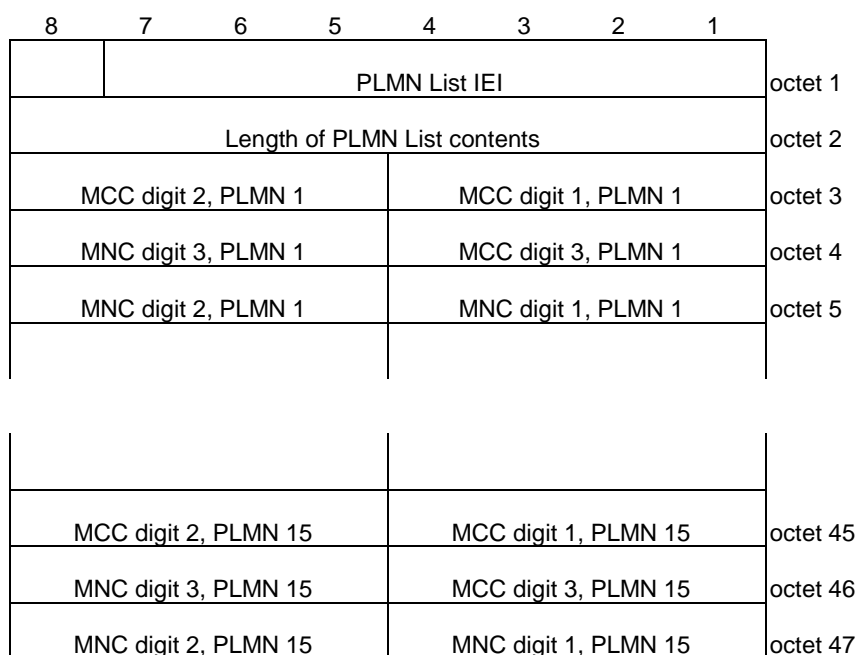 8 7 6 5 4 3 2 1
PLMN List IEI octet 1
Length of PLMN List contents octet 2
MCC digit 2, PLMN 1 MCC digit 1, PLMN 1 octet 3
MNC digit 3, PLMN 1 MCC digit 3, PLMN 1 octet 4
MNC digit 2, PLMN 1 MNC digit 1, PLMN 1 octet 5
MCC digit 2, PLMN 15 MCC digit 1, PLMN 15 octet 45
MNC digit 3, PLMN 15 MCC digit 3, PLMN 15 octet 46
MNC digit 2, PLMN 15 MNC digit 1, PLMN 15 octet 47